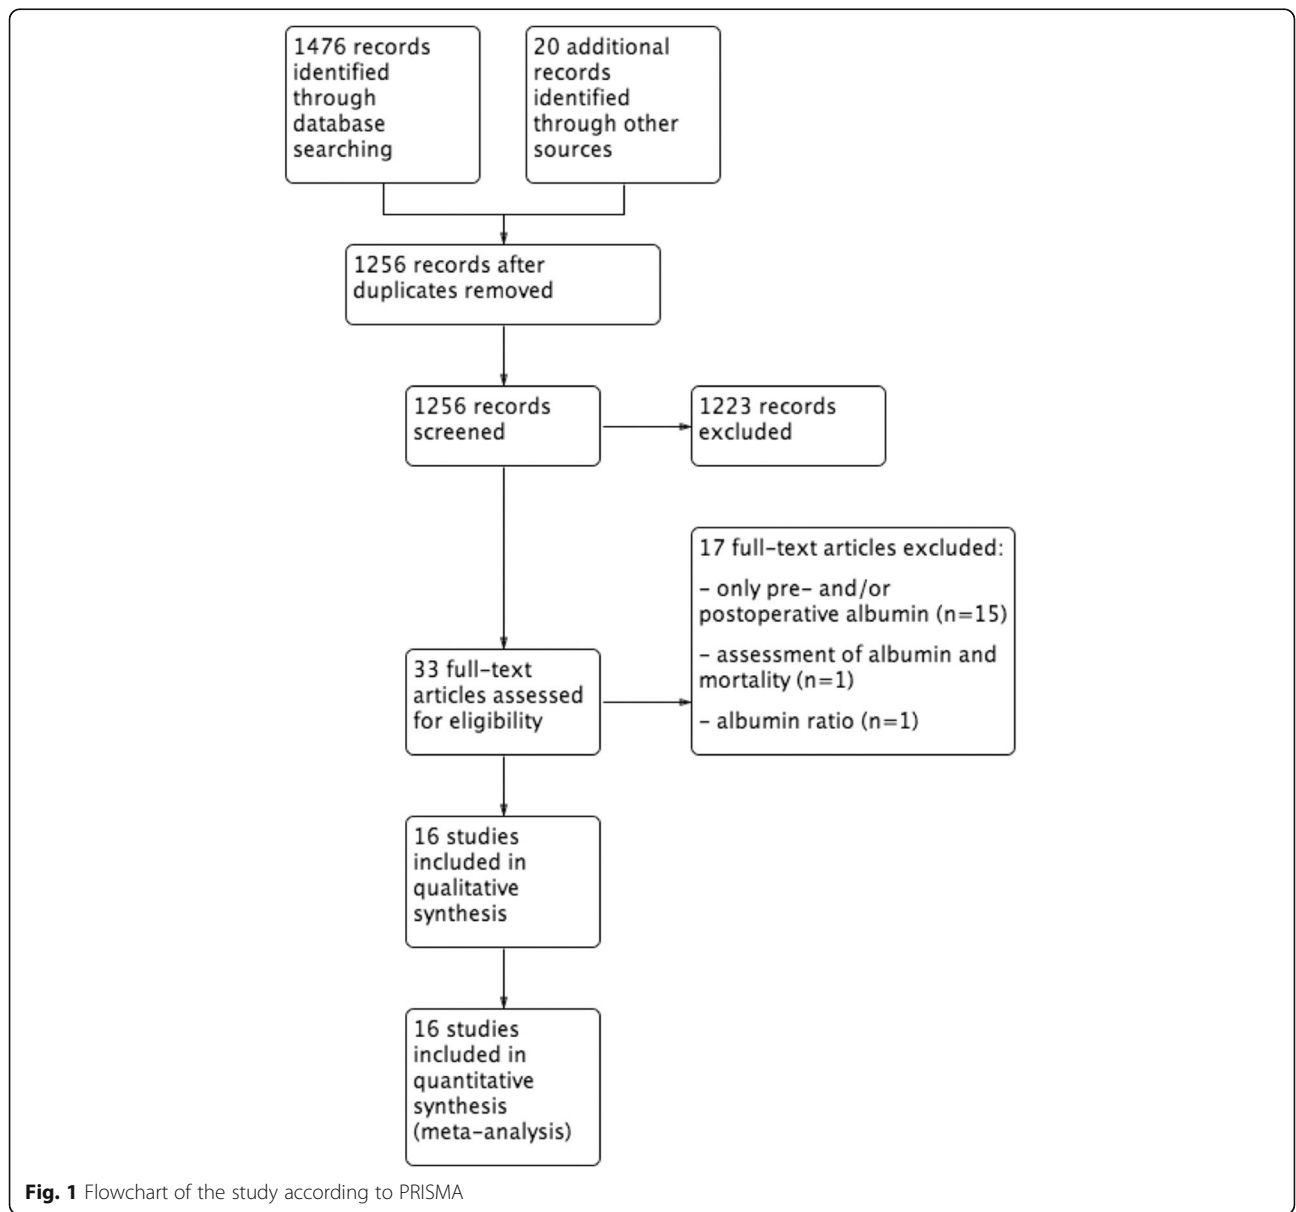 1476 records
identified
through
database
searching
20 additional
records
identified
through other
sources
1256 records after
duplicates removed
1256 records
screened
1223 records
excluded
17 full-text articles excluded:
- only pre- and/or
postoperative albumin (n=15)
- assessment of albumin and
mortality (n=1)
- albumin ratio (n=1)
33 full-text
articles assessed
for eligibility
16 studies
included in
qualitative
synthesis
16 studies
included in
quantitative
synthesis
(meta-analysis)
Fig. 1 Flowchart of the study according to PRISMA